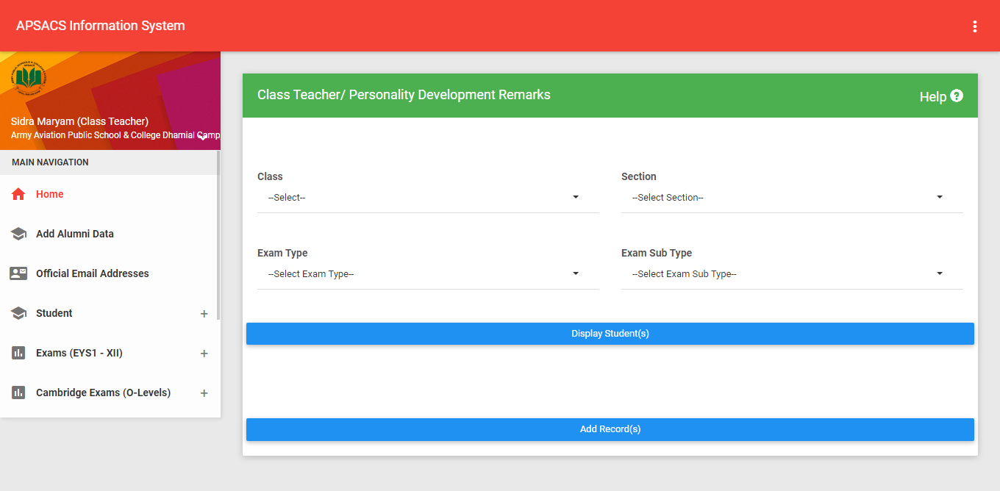 APSACS Information System
Sidra Maryam (Class Teacher)
Army Aviation Public School & College Dhamial Camp
MAIN NAVIGATION
Home
Add Alumni Data
Official Email Addresses
Student +
Exams (EYS1 - XII) +
Cambridge Exams (O-Levels) +
Class Teacher/ Personality Development Remarks
Help ?
Class
--Select--
Section
--Select Section--
Exam Type
--Select Exam Type--
Exam Sub Type
--Select Exam Sub Type--
Display Student(s)
Add Record(s)